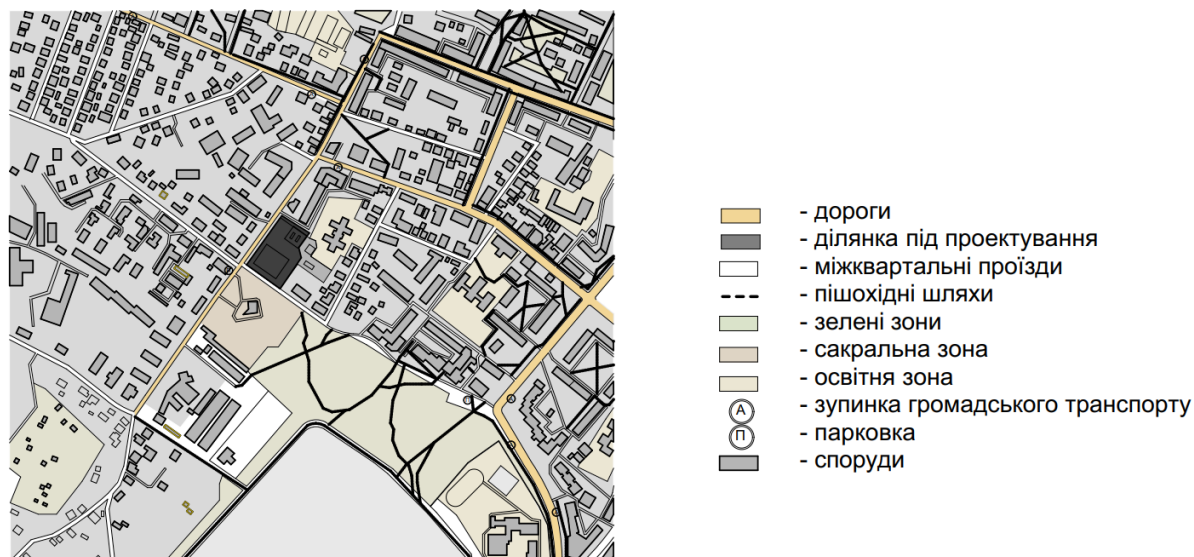 - дороги
- ділянка під проектування
- міжквартальні проїзди
- пішохідні шляхи
- зелені зони
- сакральна зона
- освітня зона
А - зупинка громадського транспорту
П - парковка
- споруди